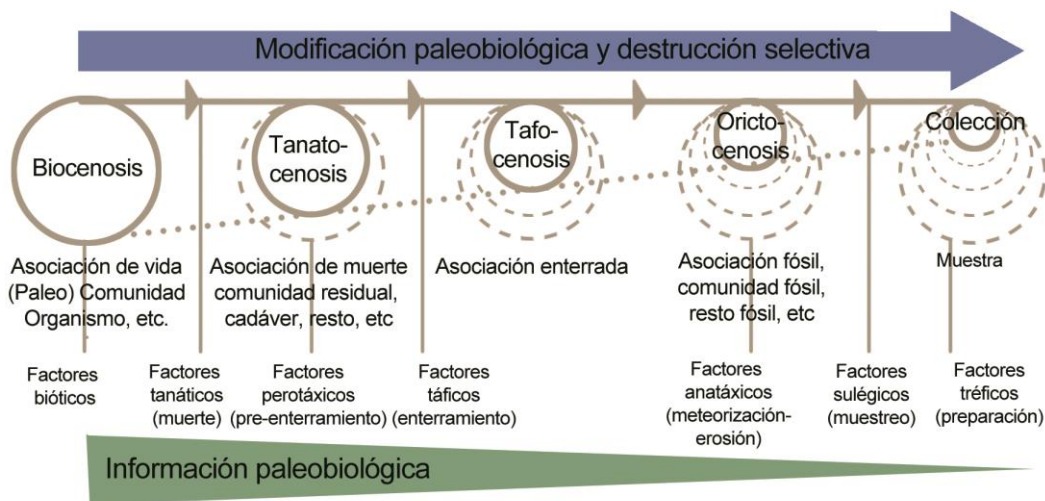 Modificación paleobiológica y destrucción selectiva
Biocenosis
Tanato-
cenosis
Tafo-
cenosis
Oricto-
cenosis
Colección
Asociación de vida
(Paleo) Comunidad
Organismo, etc.
Asociación de muerte
comunidad residual,
cadáver, resto, etc
Asociación enterrada
Asociación fósil,
comunidad fósil,
resto fósil, etc
Muestra
Factores
bióticos
Factores
tanáticos
(muerte)
Factores
perotáxicos
(pre-enterramiento)
Factores
táficos
(enterramiento)
Factores
anatáxicos
(meteorización-
erosión)
Factores
sulégicos
(muestreo)
Factores
tréficos
(preparación)
Información paleobiológica